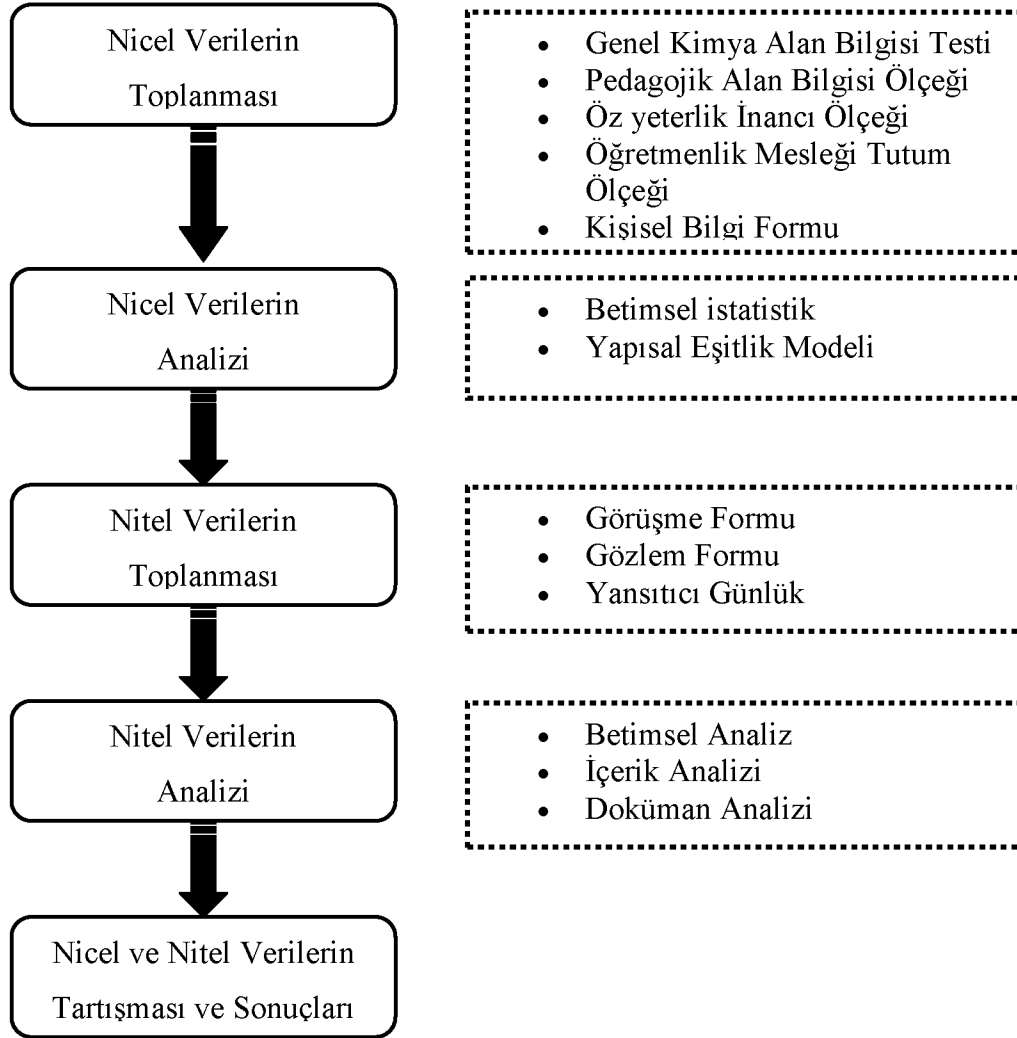 Nicel Verilerin
Toplanması
• Genel Kimya Alan Bilgisi Testi
• Pedagojik Alan Bilgisi Ölçeği
• Öz yeterlik İnancı Ölçeği
• Öğretmenlik Mesleği Tutum
Ölçeği
• Kişisel Bilgi Formu
Nicel Verilerin
Analizi
• Betimsel istatistik
• Yapısal Eşitlik Modeli
Nitel Verilerin
Toplanması
• Görüşme Formu
• Gözlem Formu
• Yansıtıcı Günlük
Nitel Verilerin
Analizi
• Betimsel Analiz
• İçerik Analizi
• Doküman Analizi
Nicel ve Nitel Verilerin
Tartışması ve Sonuçları